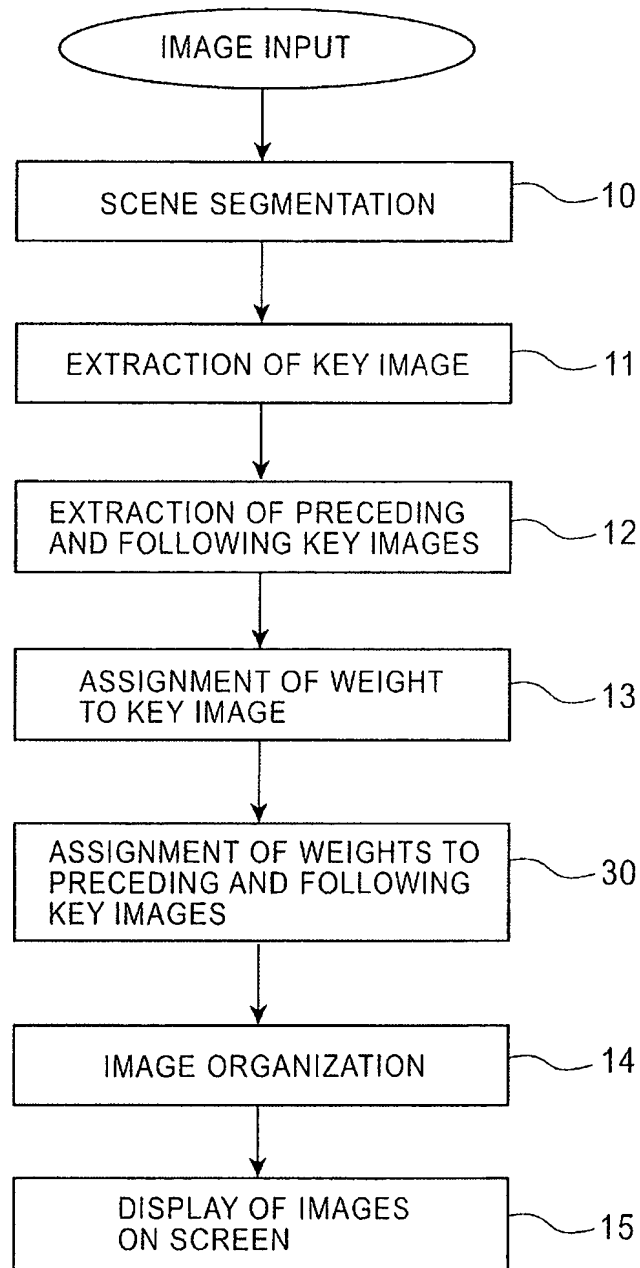 IMAGE INPUT
SCENE SEGMENTATION
10
EXTRACTION OF KEY IMAGE
11
EXTRACTION OF PRECEDING
AND FOLLOWING KEY IMAGES
12
ASSIGNMENT OF WEIGHT
TO KEY IMAGE
13
ASSIGNMENT OF WEIGHTS TO
PRECEDING AND FOLLOWING
KEY IMAGES
30
IMAGE ORGANIZATION
14
DISPLAY OF IMAGES
ON SCREEN
15